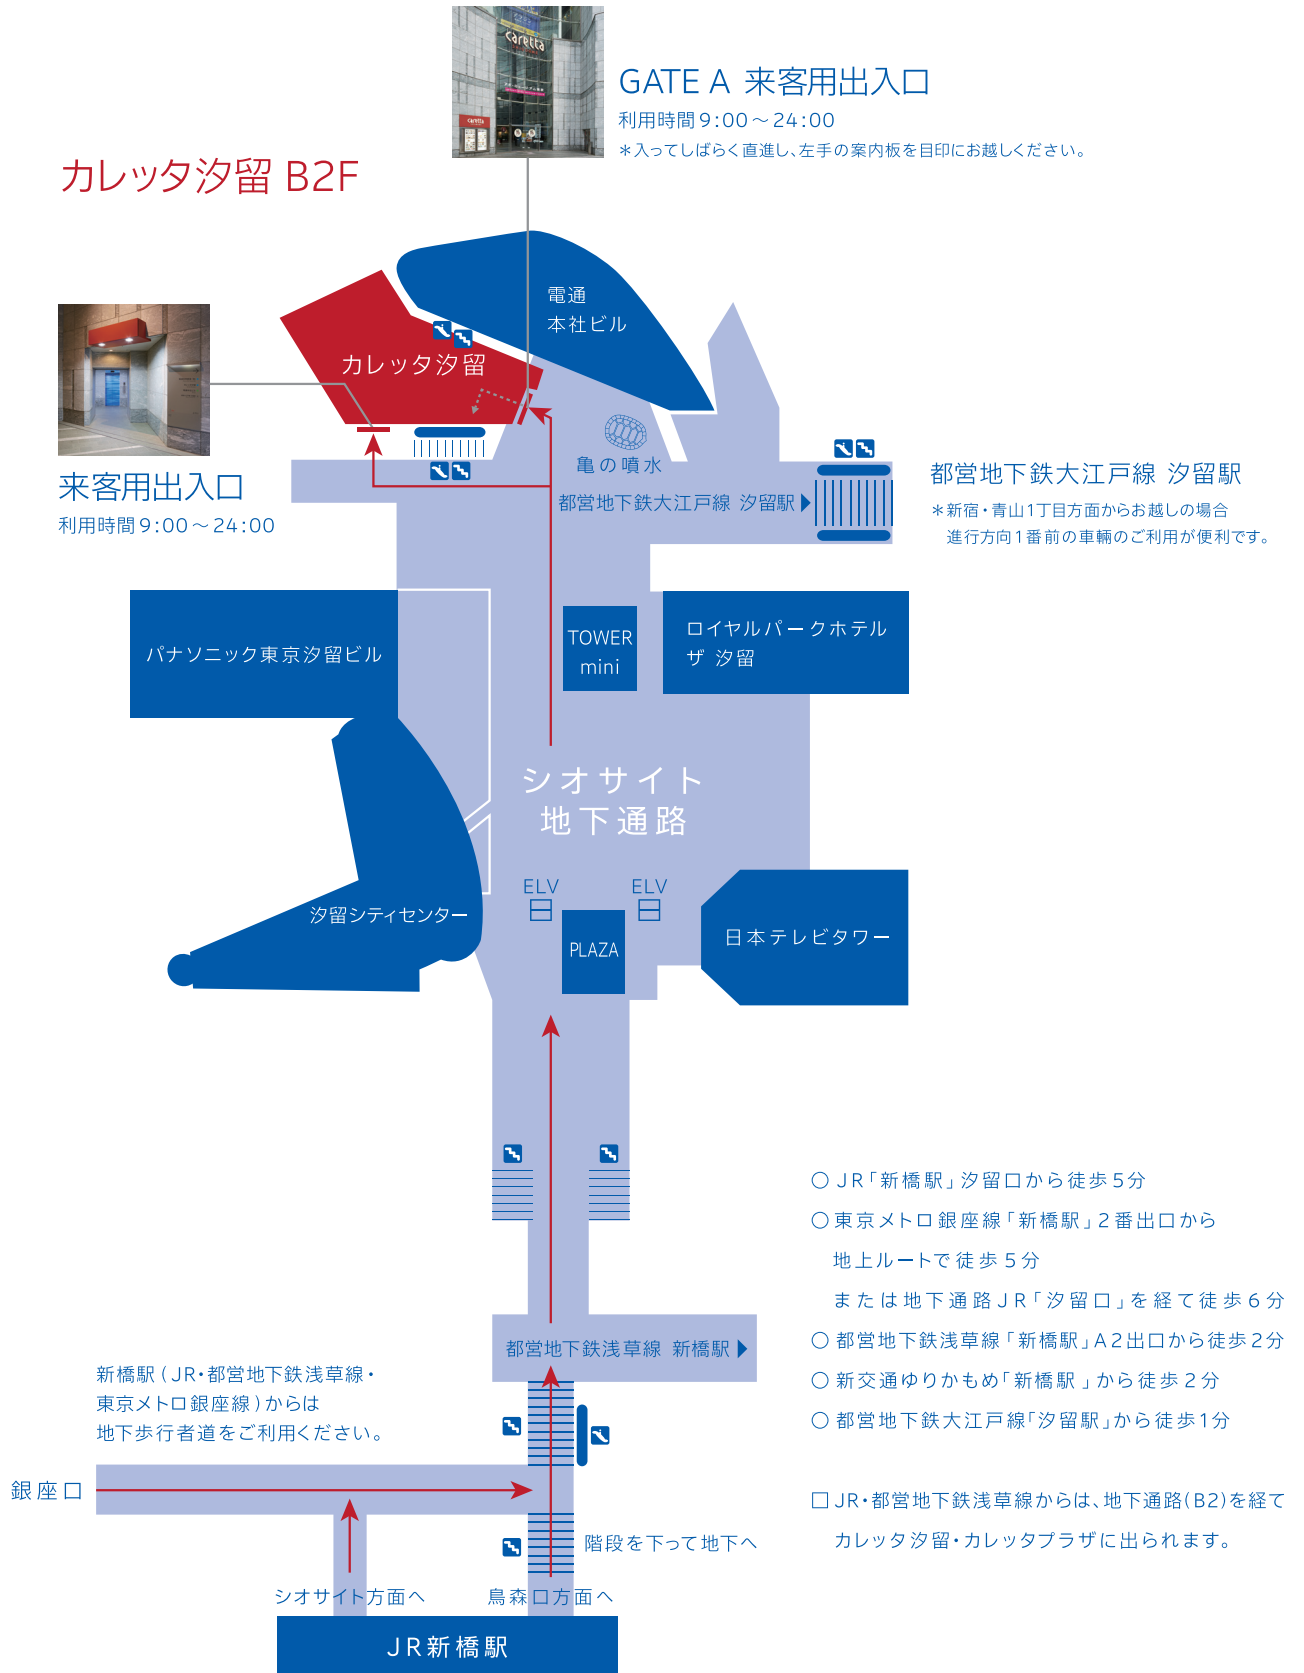 caretta
caretta
GATE A 来客用出入口
利用時間9:00〜24:00
＊入ってしばらく直進し、左手の案内板を目印にお越しください。
カレッタ汐留 B2F
電通
本社ビル
カレッタ汐留
亀の噴水
来客用出入口
利用時間9:00〜24:00
都営地下鉄大江戸線 汐留駅
都営地下鉄大江戸線 汐留駅
＊新宿・青山1丁目方面からお越しの場合
進行方向1番前の車輛のご利用が便利です。
パナソニック東京汐留ビル
TOWER
mini
ロイヤルパークホテル
ザ 汐留
シオサイト
地下通路
ELV
ELV
汐留シティセンター
PLAZA
日本テレビタワー
○ JR「新橋駅」汐留口から徒歩5分
○ 東京メトロ銀座線「新橋駅」2番出口から
地上ルートで徒歩5分
または地下通路JR「汐留口」を経て徒歩6分
○ 都営地下鉄浅草線「新橋駅」A2出口から徒歩2分
○ 新交通ゆりかもめ「新橋駅」から徒歩2分
○ 都営地下鉄大江戸線「汐留駅」から徒歩1分
□ JR・都営地下鉄浅草線からは、地下通路(B2)を経て
カレッタ汐留・カレッタプラザに出られます。
都営地下鉄浅草線 新橋駅
新橋駅(JR・都営地下鉄浅草線・
東京メトロ銀座線)からは
地下歩行者道をご利用ください。
銀座口
階段を下って地下へ
シオサイト方面へ
烏森口方面へ
JR新橋駅